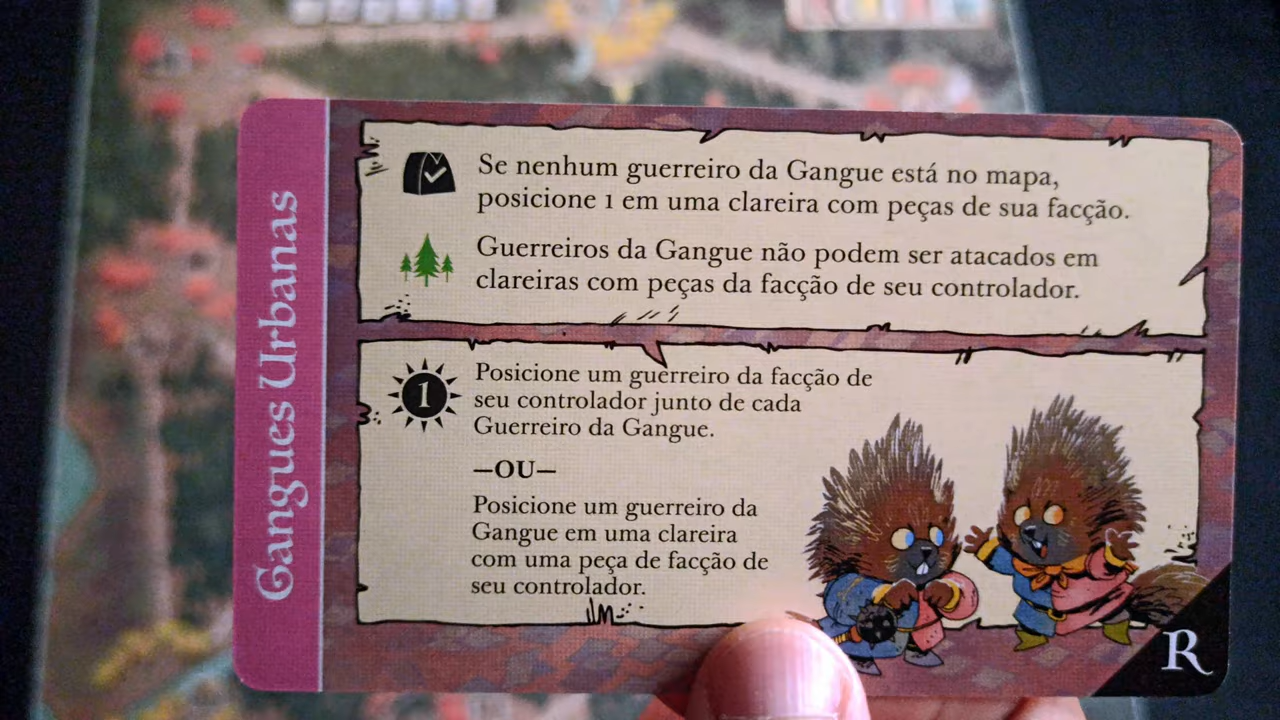 Gangues Urbanas
Se nenhum guerreiro da Gangue está no mapa,
posicione 1 em uma clareira com peças de sua facção.
Guerreiros da Gangue não podem ser atacados em
clareiras com peças da facção de seu controlador.
1
Posicione um guerreiro da facção de
seu controlador junto de cada
Guerreiro da Gangue.
—OU—
Posicione um guerreiro da
Gangue em uma clareira
com uma peça de facção de
seu controlador.
R